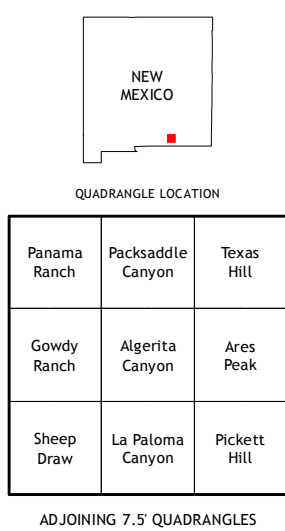 NEW
MEXICO
QUADRANGLE LOCATION
Panama
Ranch
Packsaddle
Canyon
Texas
Hill
Gowdy
Ranch
Algerita
Canyon
Ares
Peak
Sheep
Draw
La Paloma
Canyon
Pickett
Hill
ADJOINING 7.5' QUADRANGLES